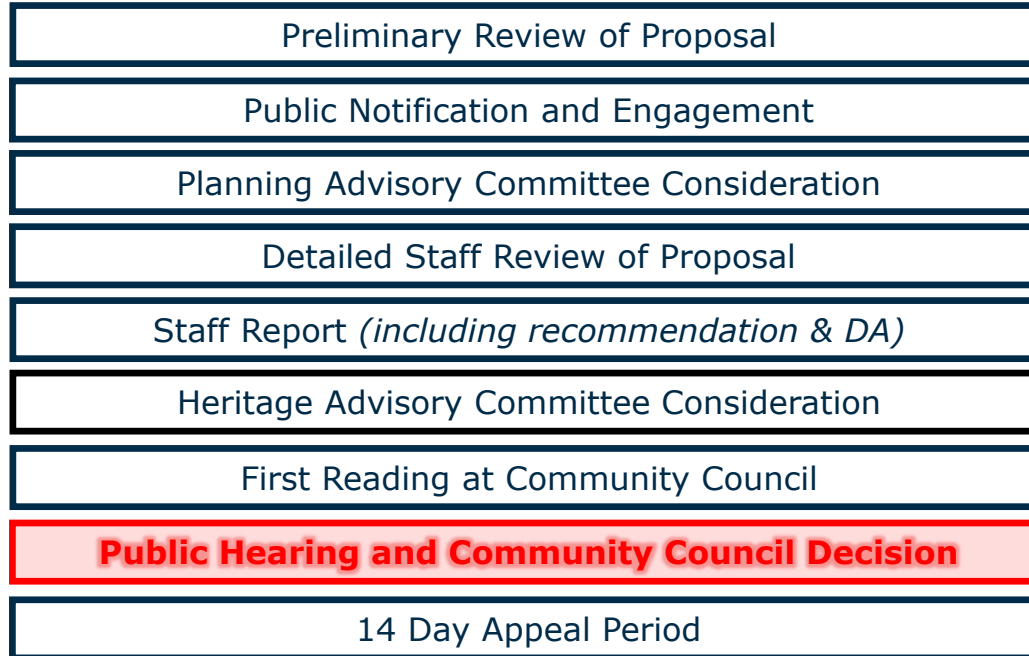 Preliminary Review of Proposal
Public Notification and Engagement
Planning Advisory Committee Consideration
Detailed Staff Review of Proposal
Staff Report (including recommendation & DA)
Heritage Advisory Committee Consideration
First Reading at Community Council
Public Hearing and Community Council Decision
14 Day Appeal Period